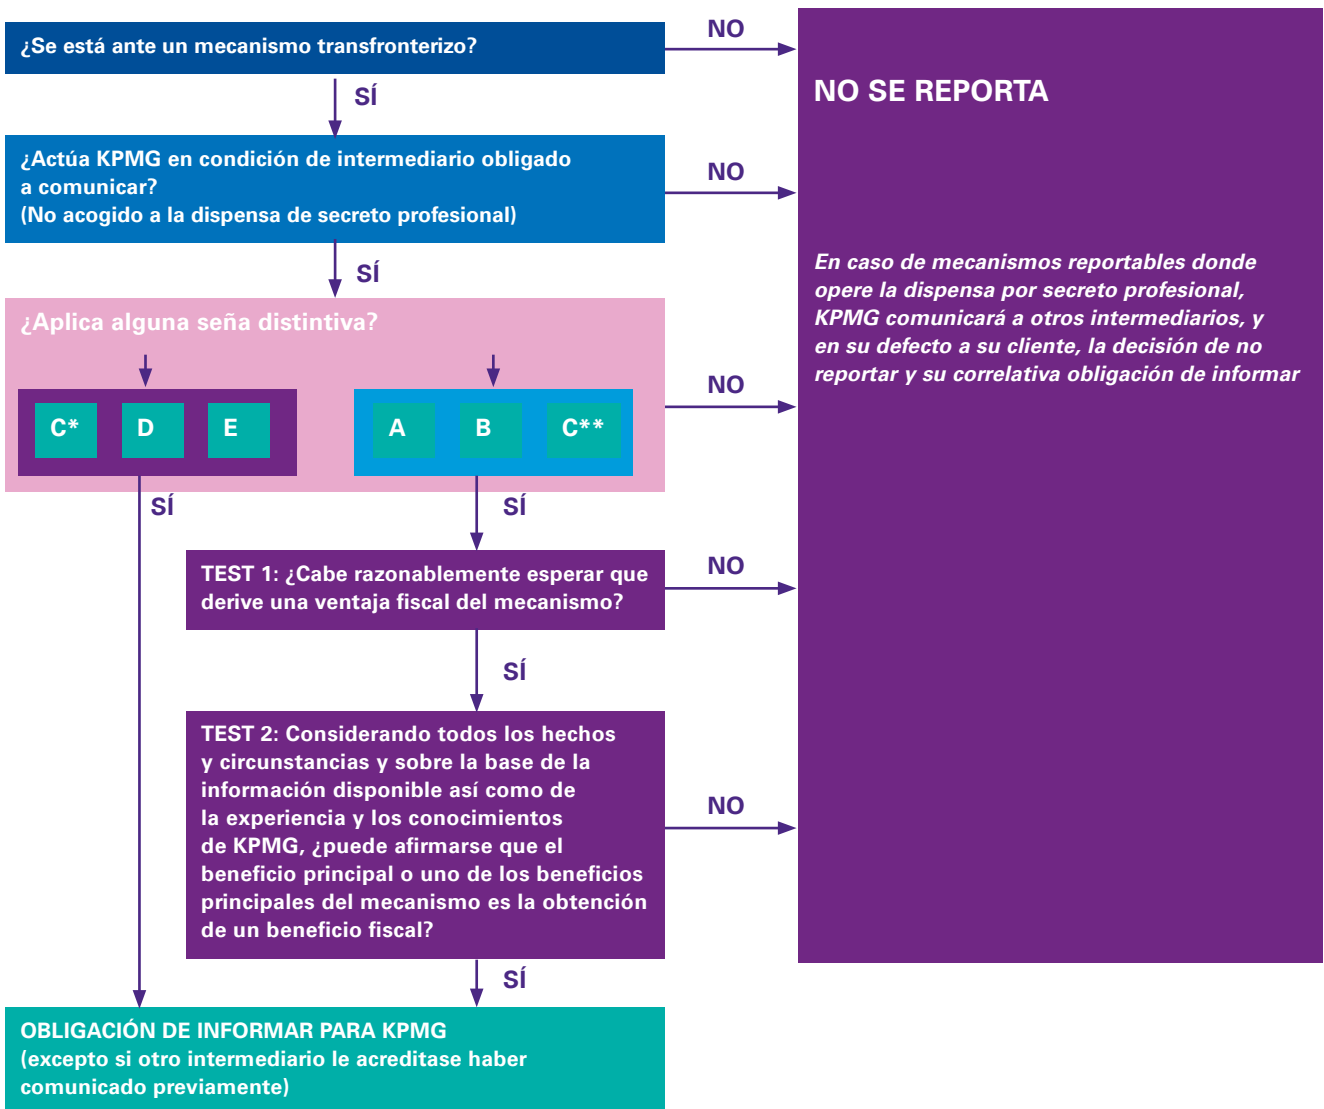 ¿Se está ante un mecanismo transfronterizo?
NO
SÍ
¿Actúa KPMG en condición de intermediario obligado
a comunicar?
(No acogido a la dispensa de secreto profesional)
NO
SÍ
¿Aplica alguna seña distintiva?
C*
D
E
A
B
C**
NO
SÍ
SÍ
TEST 1: ¿Cabe razonablemente esperar que
derive una ventaja fiscal del mecanismo?
NO
SÍ
TEST 2: Considerando todos los hechos
y circunstancias y sobre la base de la
información disponible así como de
la experiencia y los conocimientos
de KPMG, ¿puede afirmarse que el
beneficio principal o uno de los beneficios
principales del mecanismo es la obtención
de un beneficio fiscal?
NO
SÍ
OBLIGACIÓN DE INFORMAR PARA KPMG
(excepto si otro intermediario le acreditase haber
comunicado previamente)
NO SE REPORTA
En caso de mecanismos reportables donde
opere la dispensa por secreto profesional,
KPMG comunicará a otros intermediarios, y
en su defecto a su cliente, la decisión de no
reportar y su correlativa obligación de informar